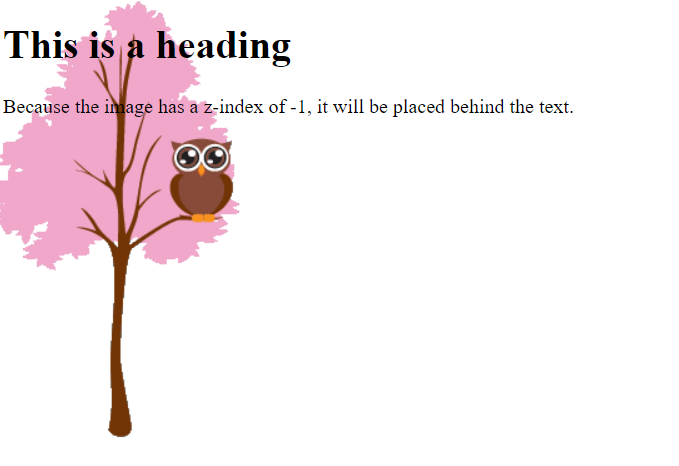 This is a heading
Because the image has a z-index of -1, it will be placed behind the text.